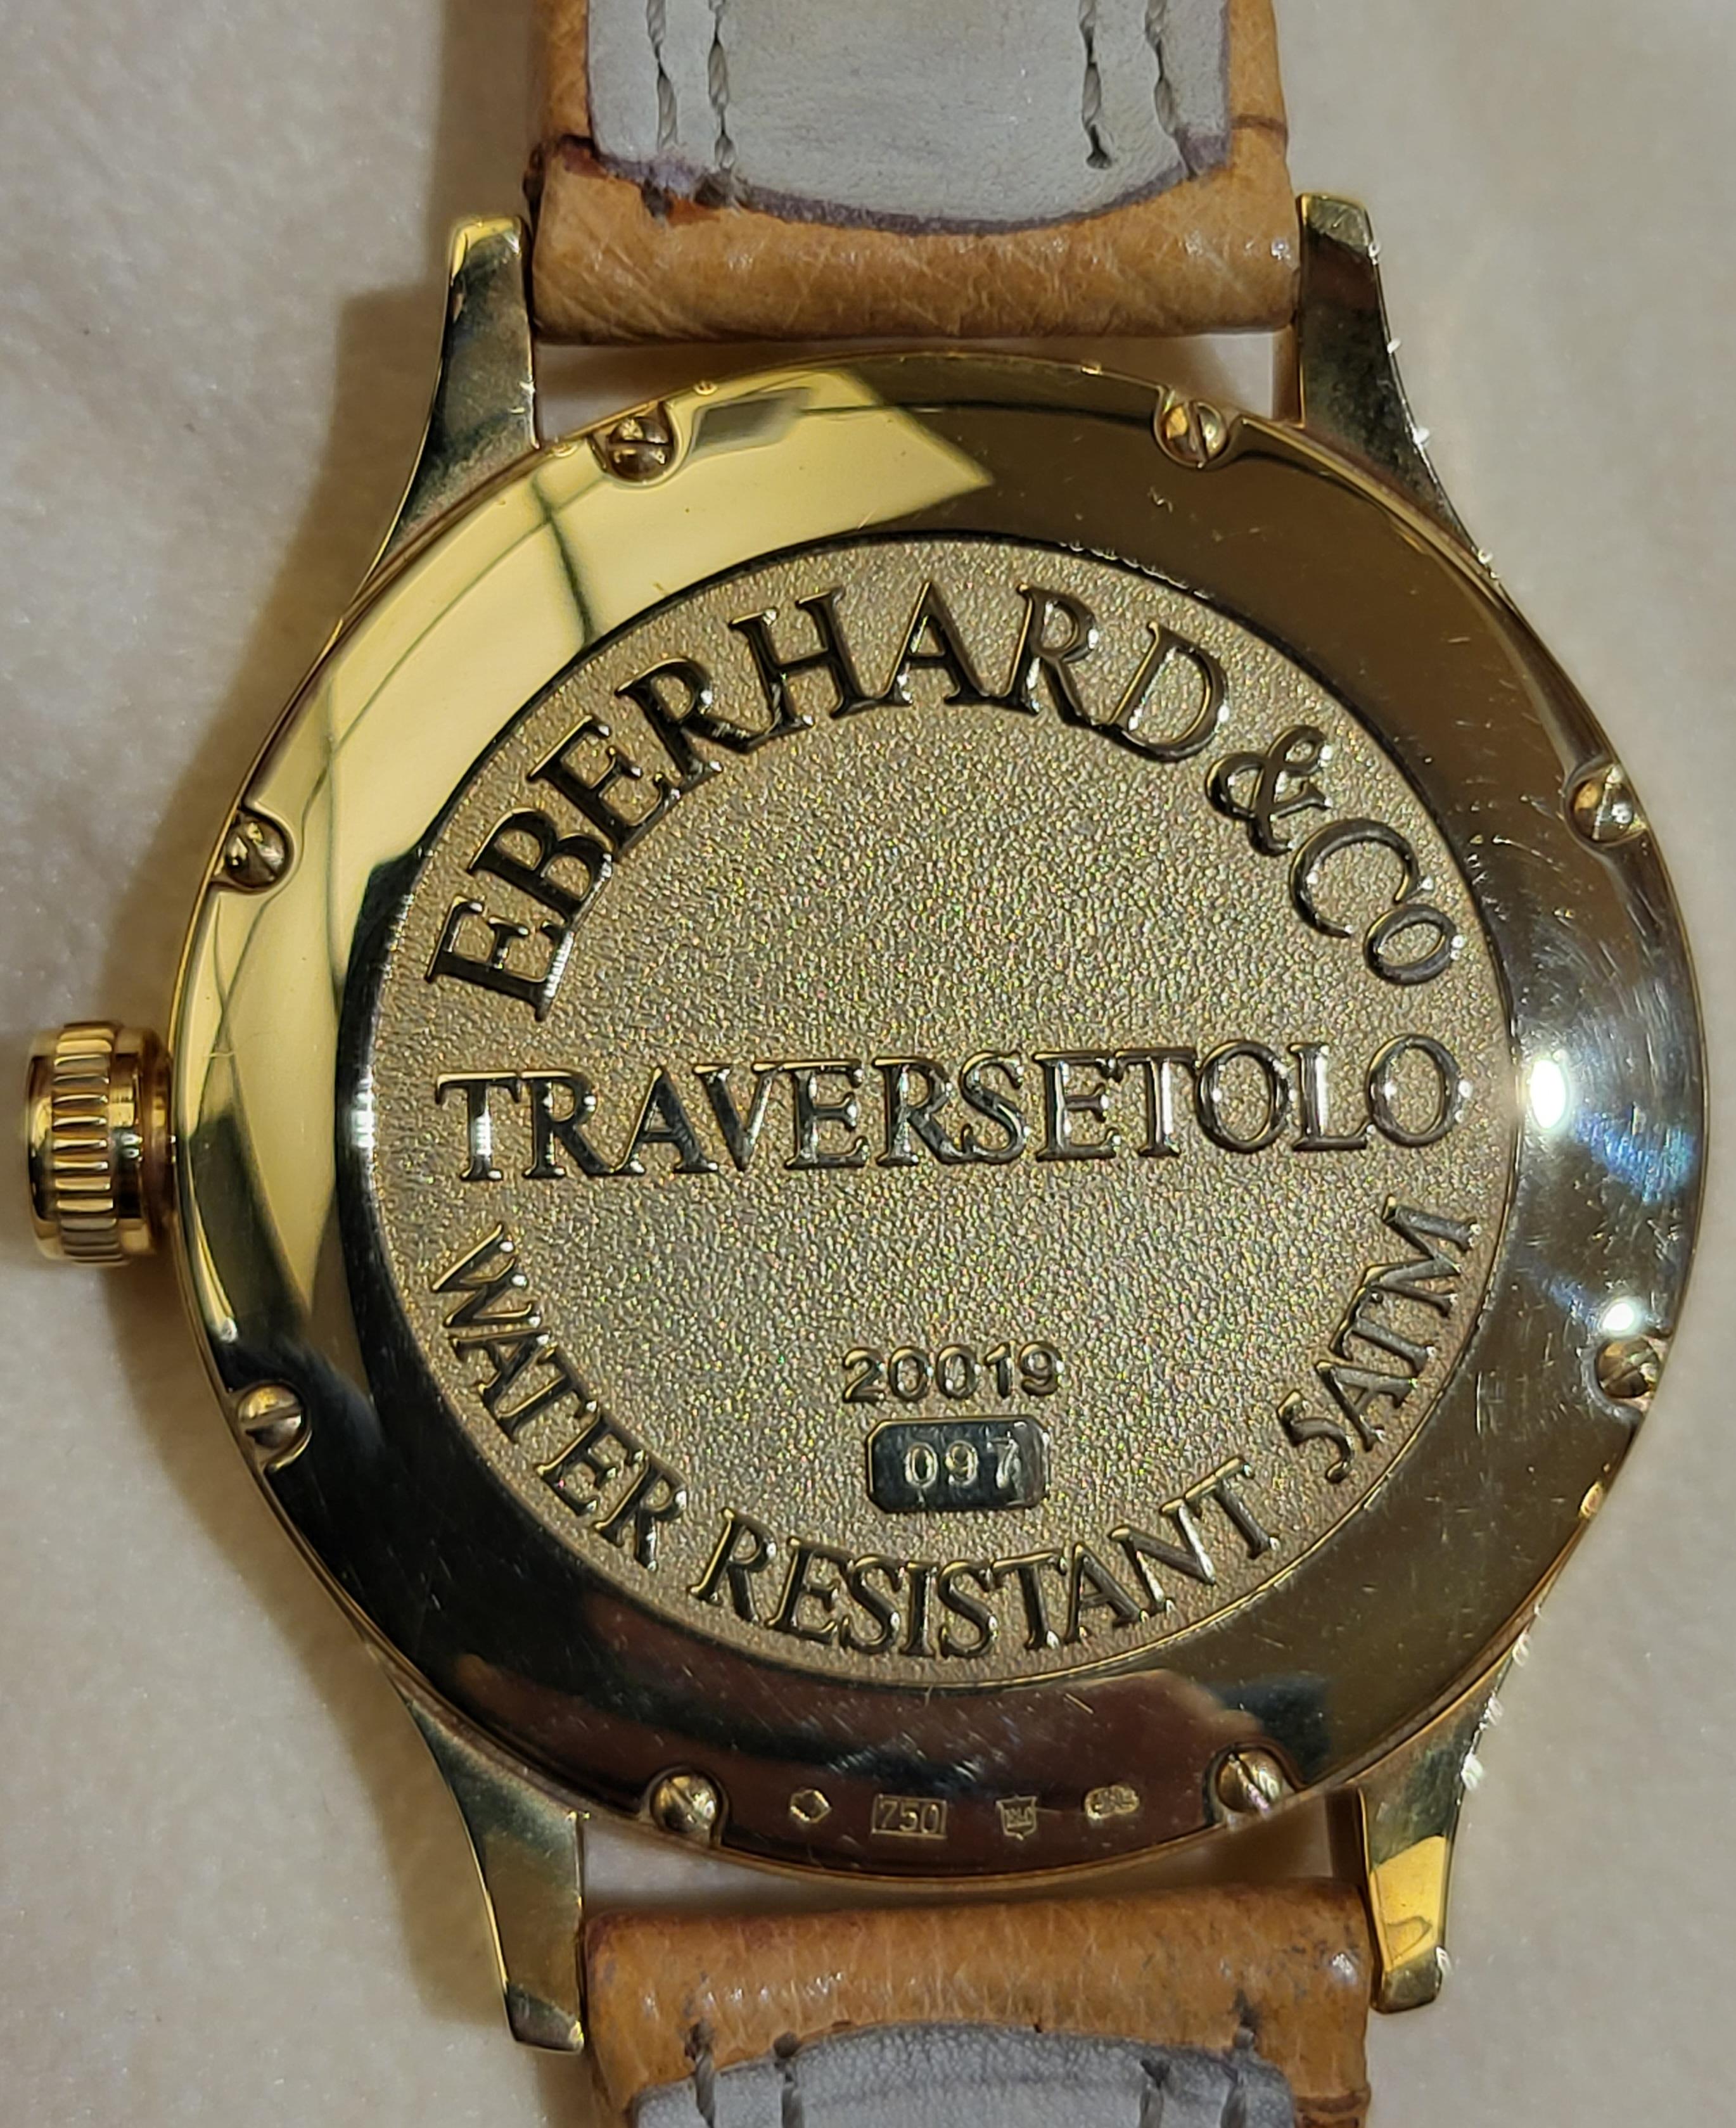 EBERHARD & CO
TRAVERSETOLO
20019
097
WATER RESISTANT 5ATM
750